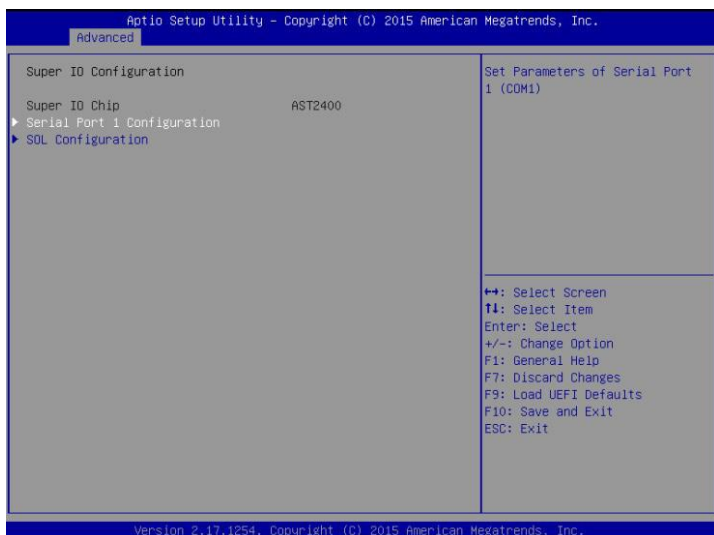 Aptio Setup Utility – Copyright (C) 2015 American Megatrends, Inc.
Advanced
Super IO Configuration
Super IO Chip AST2400
Serial Port 1 Configuration
SOL Configuration
Set Parameters of Serial Port
1 (COM1)
↔: Select Screen
↑↓: Select Item
Enter: Select
+/-: Change Option
F1: General Help
F7: Discard Changes
F9: Load UEFI Defaults
F10: Save and Exit
ESC: Exit
Version 2.17.1254. Copyright (C) 2015 American Megatrends, Inc.